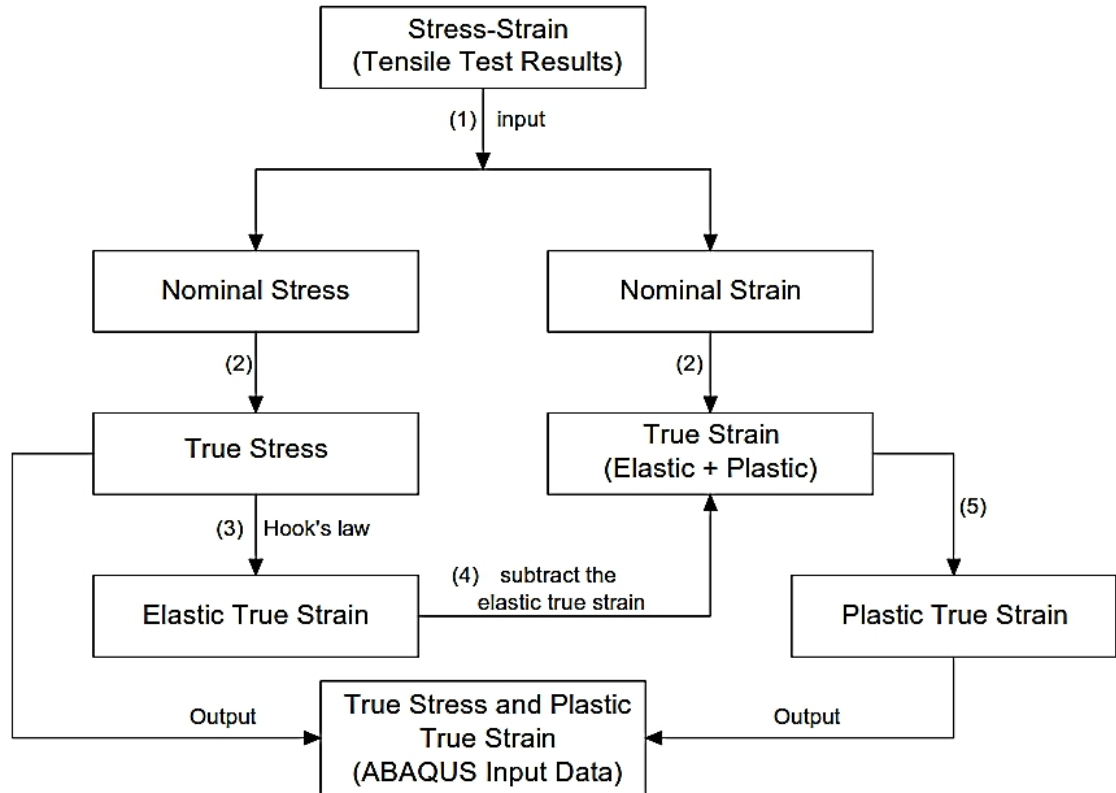 Stress-Strain
(Tensile Test Results)
(1) input
Nominal Stress
Nominal Strain
(2)
(2)
True Stress
True Strain
(Elastic + Plastic)
(3) Hook's law
(5)
(4) subtract the
elastic true strain
Elastic True Strain
Plastic True Strain
Output
True Stress and Plastic
True Strain
(ABAQUS Input Data)
Output